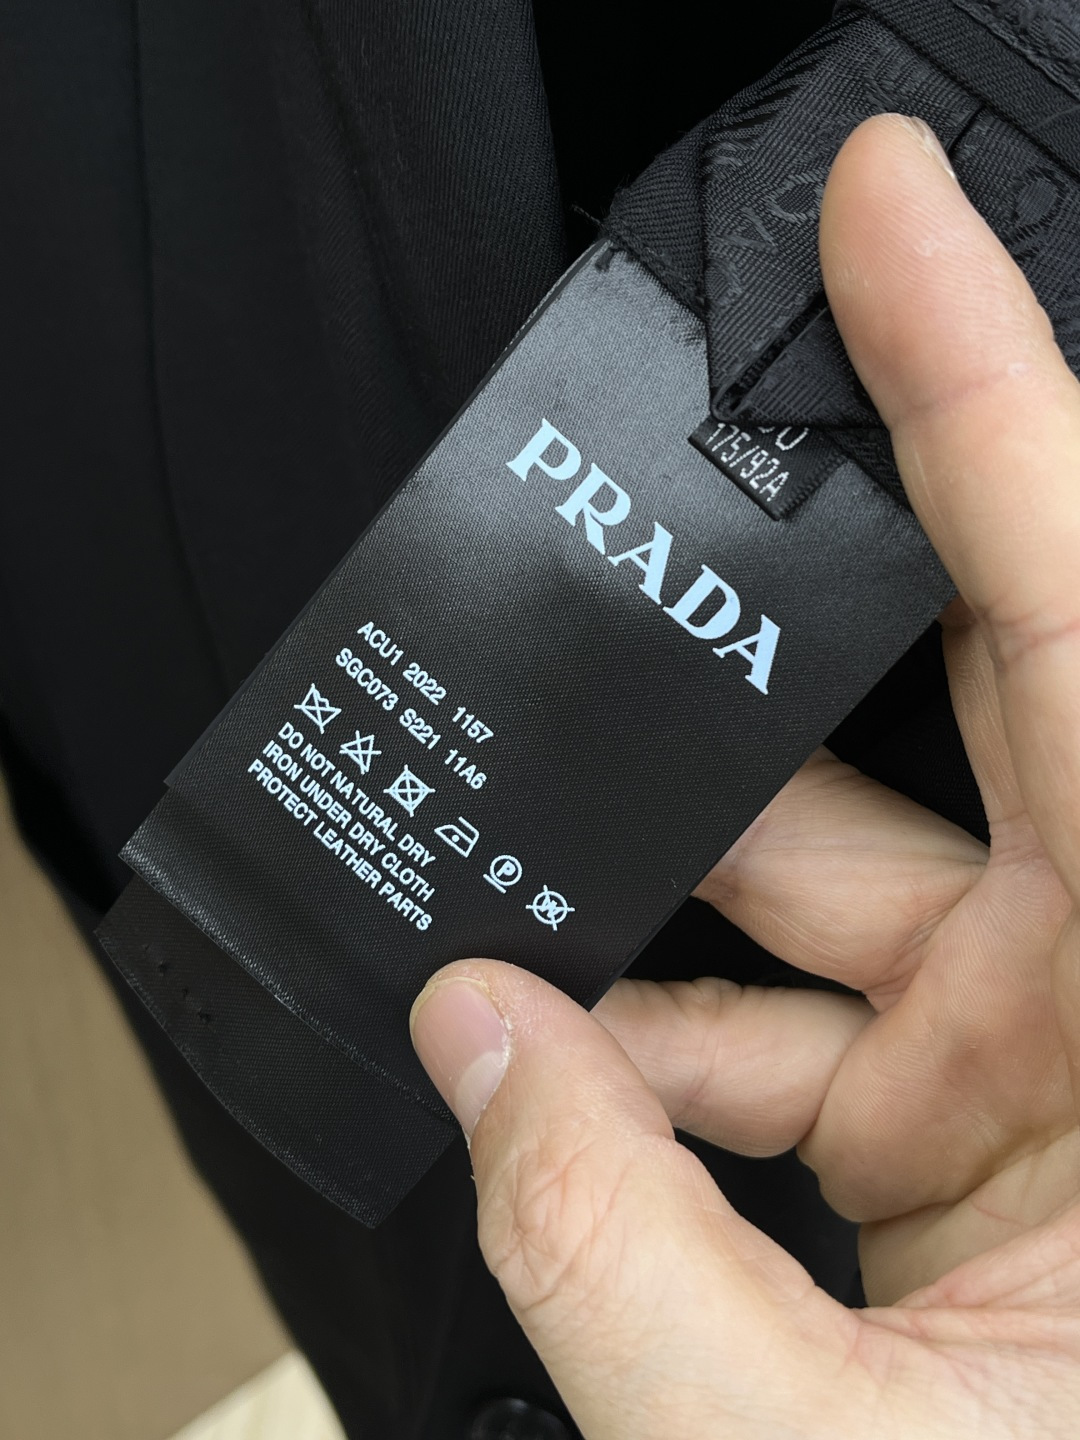 175/92A
PRADA
ACU1 2022 1157
SGC073 S221 11A6
DO NOT NATURAL DRY
IRON UNDER DRY CLOTH
PROTECT LEATHER PARTS
P
W